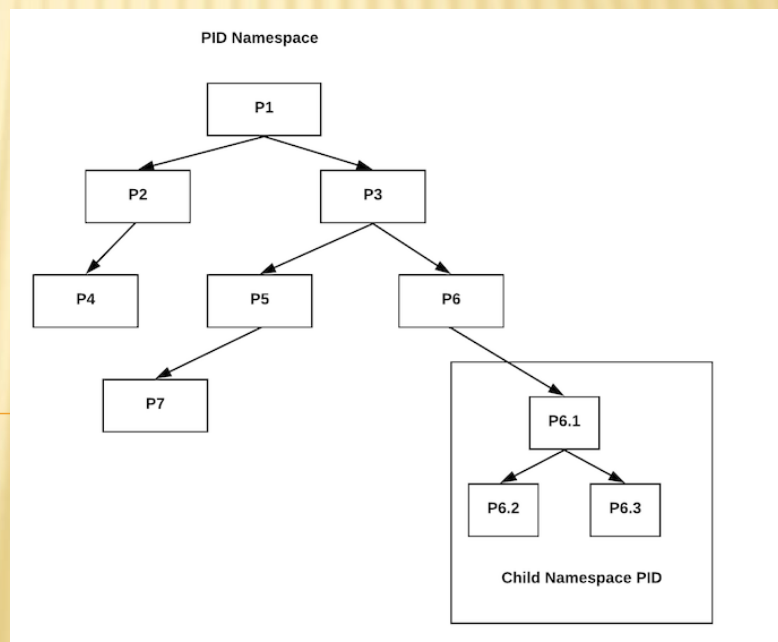 PID Namespace
P1
P2
P3
P4
P5
P6
P7
P6.1
P6.2
P6.3
Child Namespace PID